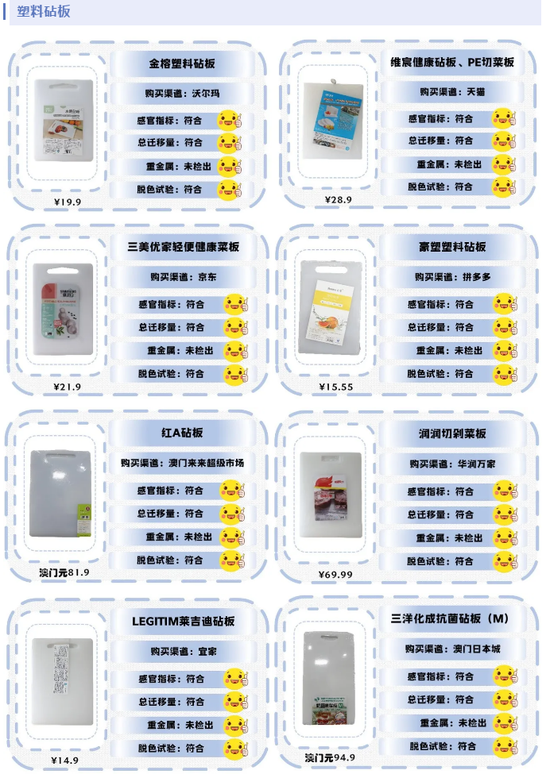 塑料砧板
金榕塑料砧板
购买渠道：沃尔玛
感官指标：符合
总迁移量：符合
重金属：未检出
脱色试验：符合
¥19.9
维宸健康砧板、PE切菜板
购买渠道：天猫
感官指标：符合
总迁移量：符合
重金属：未检出
脱色试验：符合
¥28.9
三美优家轻便健康菜板
购买渠道：京东
感官指标：符合
总迁移量：符合
重金属：未检出
脱色试验：符合
¥21.9
豪塑塑料砧板
购买渠道：拼多多
感官指标：符合
总迁移量：符合
重金属：未检出
脱色试验：符合
¥15.55
红A砧板
购买渠道：澳门来来超级市场
感官指标：符合
总迁移量：符合
重金属：未检出
脱色试验：符合
澳门元81.9
润润切剁菜板
购买渠道：华润万家
感官指标：符合
总迁移量：符合
重金属：未检出
脱色试验：符合
¥69.99
LEGITIM莱吉迪砧板
购买渠道：宜家
感官指标：符合
总迁移量：符合
重金属：未检出
脱色试验：符合
¥14.9
三洋化成抗菌砧板（M）
购买渠道：澳门日本城
感官指标：符合
总迁移量：符合
重金属：未检出
脱色试验：符合
澳门元94.9